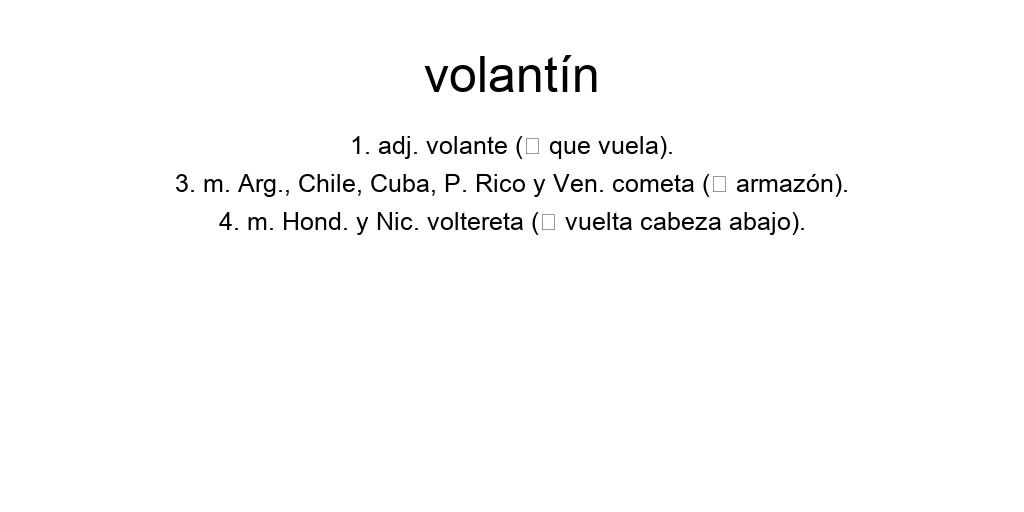 volantín
1. adj. volante (□ que vuela).
3. m. Arg., Chile, Cuba, P. Rico y Ven. cometa (□ armazón).
4. m. Hond. y Nic. voltereta (□ vuelta cabeza abajo).